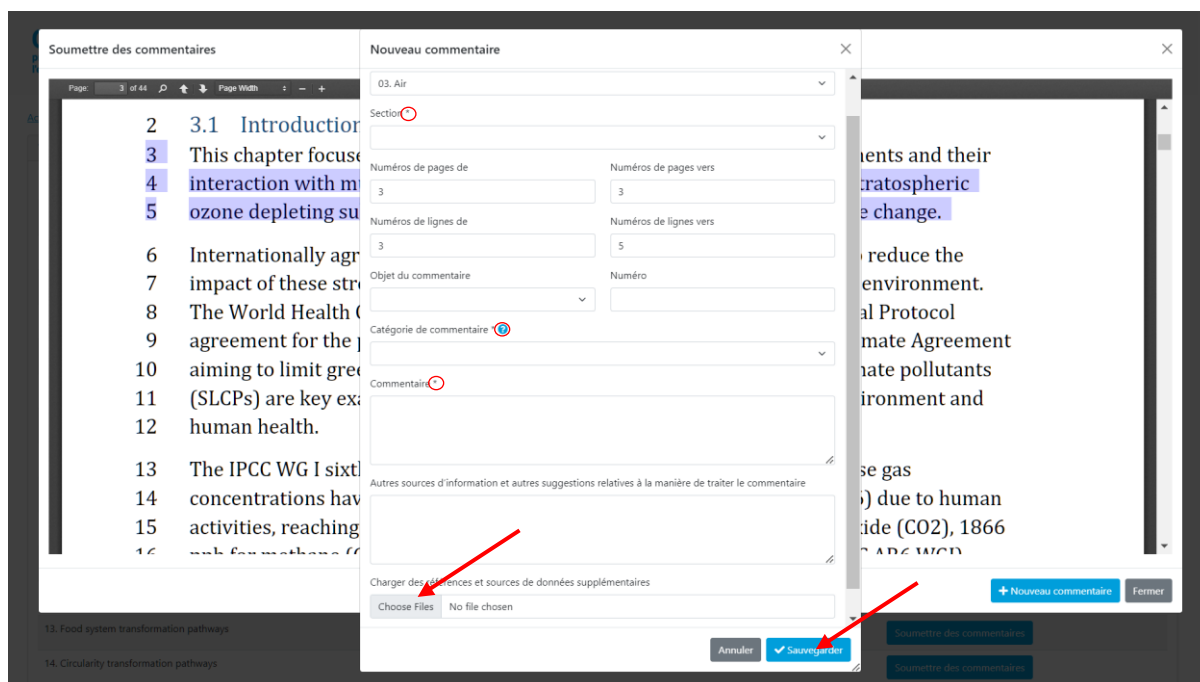 Soumettre des commentaires
Page: 3 of 44 Page Width
2 3.1 Introduction
3 This chapter focuse ents and their
4 interaction with mu tratospheric
5 ozone depleting su e change.
6 Internationally agr reduce the
7 impact of these stre environment.
8 The World Health al Protocol
9 agreement for the p mate Agreement
10 aiming to limit gree nate pollutants
11 (SLCPs) are key exa ironment and
12 human health.
13 The IPCC WG I sixt se gas
14 concentrations hav ) due to human
15 activities, reaching ide (CO2), 1866
16
Nouveau commentaire
03. Air
Section *
Numéros de pages de Numéros de pages vers
3 3
Numéros de lignes de Numéros de lignes vers
3 5
Objet du commentaire Numéro
Catégorie de commentaire * ?
Commentaire *
Autres sources d'information et autres suggestions relatives à la manière de traiter le commentaire
Charger des références et sources de données supplémentaires
Choose Files No file chosen
Annuler Sauvegarder
+ Nouveau commentaire Fermer
13. Food system transformation pathways Soumettre des commentaires
14. Circularity transformation pathways Soumettre des commentaires